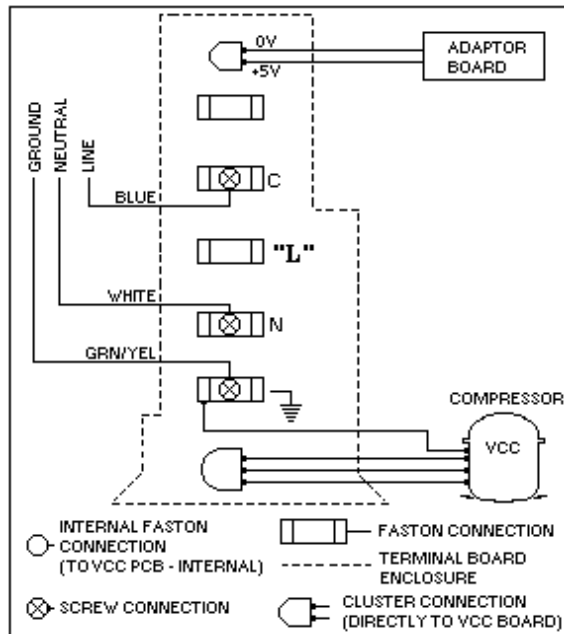 0V
+5V
ADAPTOR
BOARD
GROUND
NEUTRAL
LINE
C
BLUE
"L"
WHITE
N
GRN/YEL
COMPRESSOR
VCC
INTERNAL FASTON
CONNECTION
(TO VCC PCB - INTERNAL)
FASTON CONNECTION
TERMINAL BOARD
ENCLOSURE
SCREW CONNECTION
CLUSTER CONNECTION
(DIRECTLY TO VCC BOARD)